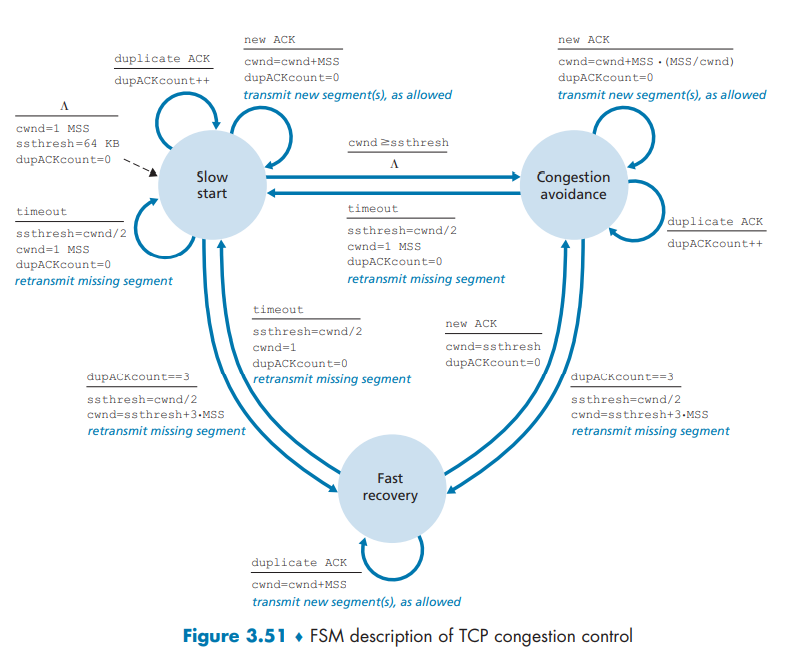 new ACK
cwnd=cwnd+MSS
dupACKcount=0
transmit new segment(s), as allowed
new ACK
cwnd=cwnd+MSS · (MSS/cwnd)
dupACKcount=0
transmit new segment(s), as allowed
duplicate ACK
dupACKcount++
Λ
cwnd=1 MSS
ssthresh=64 KB
dupACKcount=0
cwnd≥ssthresh
Λ
Slow
start
Congestion
avoidance
timeout
ssthresh=cwnd/2
cwnd=1 MSS
dupACKcount=0
retransmit missing segment
timeout
ssthresh=cwnd/2
cwnd=1 MSS
dupACKcount=0
retransmit missing segment
duplicate ACK
dupACKcount++
timeout
ssthresh=cwnd/2
cwnd=1
dupACKcount=0
retransmit missing segment
new ACK
cwnd=ssthresh
dupACKcount=0
dupACKcount==3
ssthresh=cwnd/2
cwnd=ssthresh+3·MSS
retransmit missing segment
dupACKcount==3
ssthresh=cwnd/2
cwnd=ssthresh+3·MSS
retransmit missing segment
Fast
recovery
duplicate ACK
cwnd=cwnd+MSS
transmit new segment(s), as allowed
Figure 3.51 ♦ FSM description of TCP congestion control